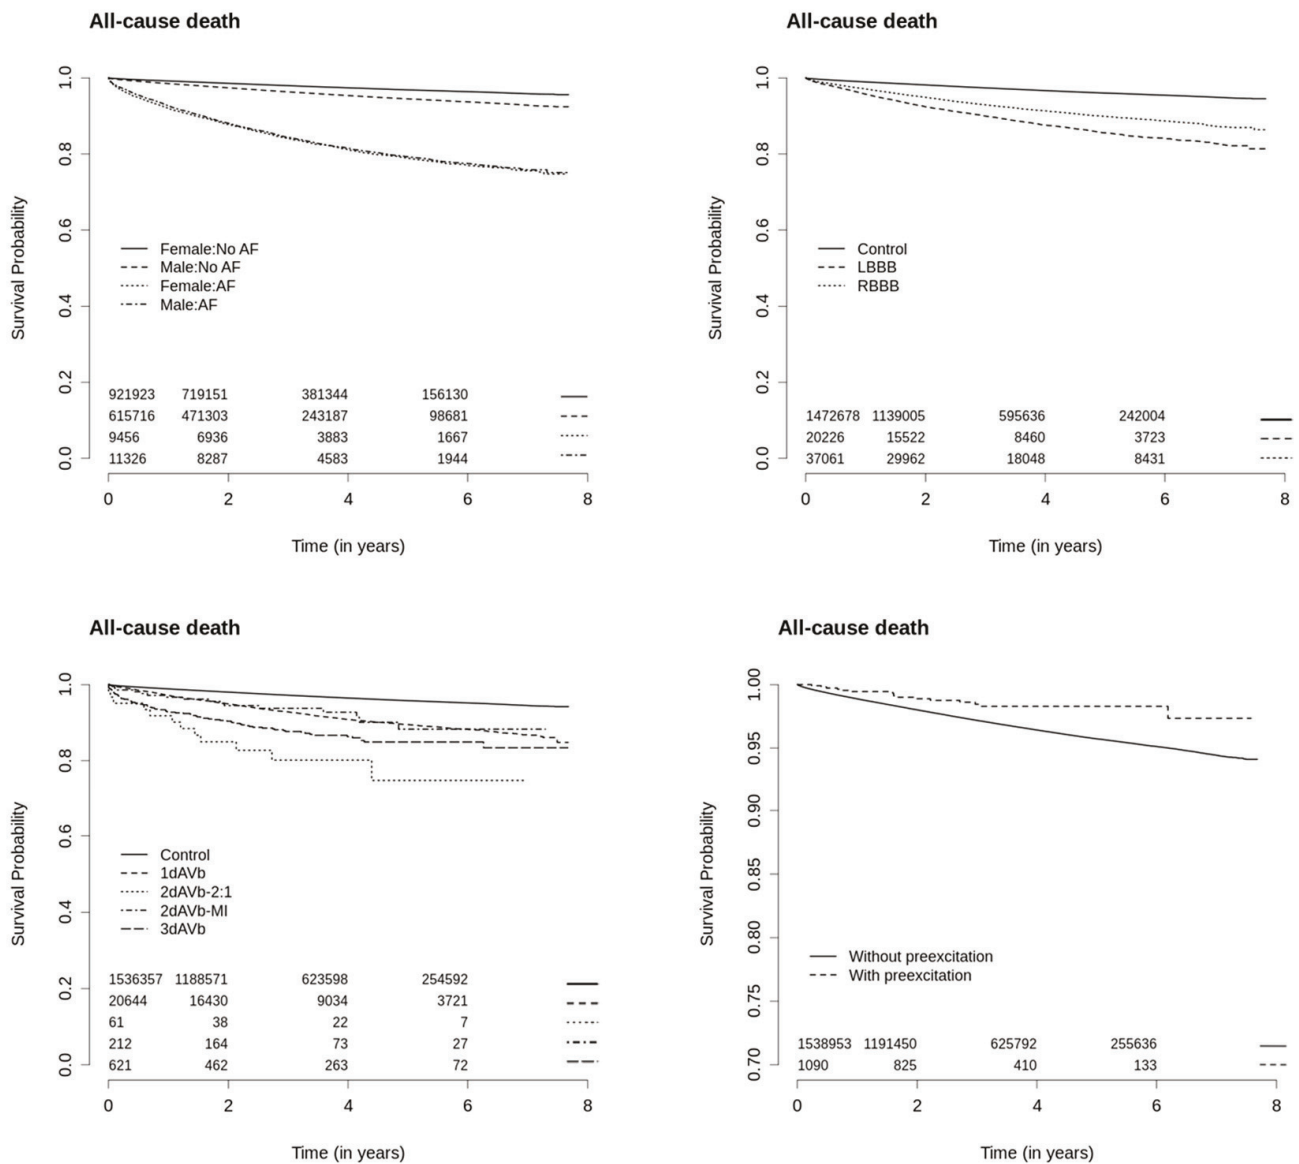 All-cause death
Survival Probability
1.0
0.8
0.6
0.4
0.2
0.0
Female:No AF
Male:No AF
Female:AF
Male:AF
921923 719151 381344 156130
615716 471303 243187 98681
9456 6936 3883 1667
11326 8287 4583 1944
0 2 4 6 8
Time (in years)
All-cause death
Survival Probability
1.0
0.8
0.6
0.4
0.2
0.0
Control
LBBB
RBBB
1472678 1139005 595636 242004
20226 15522 8460 3723
37061 29962 18048 8431
0 2 4 6 8
Time (in years)
All-cause death
Survival Probability
1.0
0.8
0.6
0.4
0.2
0.0
Control
1dAVb
2dAVb-2:1
2dAVb-MI
3dAVb
1536357 1188571 623598 254592
20644 16430 9034 3721
61 38 22 7
212 164 73 27
621 462 263 72
0 2 4 6 8
Time (in years)
All-cause death
Survival Probability
1.00
0.95
0.90
0.85
0.80
0.75
0.70
Without preexcitation
With preexcitation
1538953 1191450 625792 255636
1090 825 410 133
0 2 4 6 8
Time (in years)